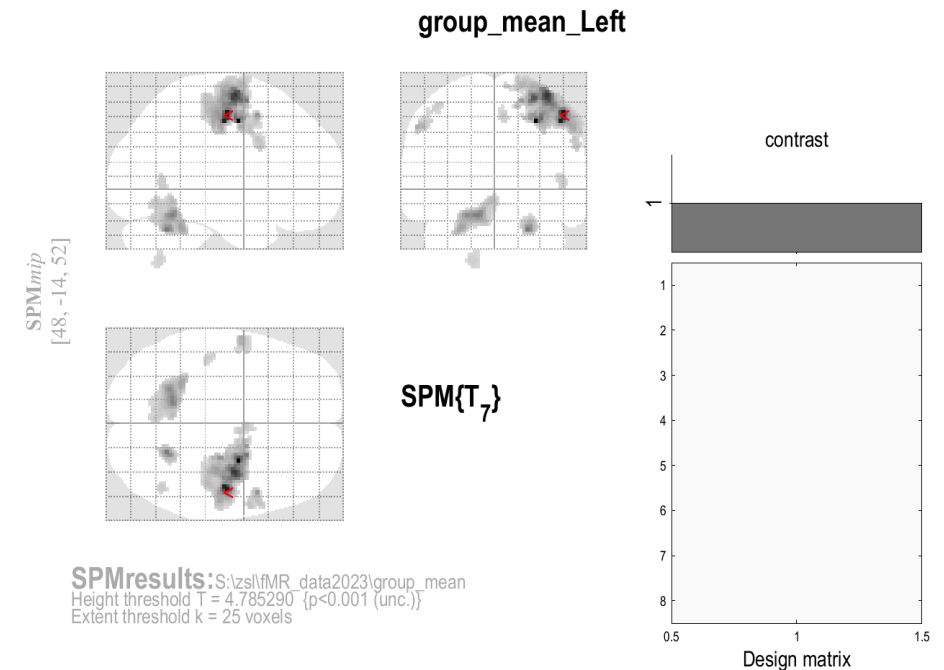 group_mean_Left
SPMmip
[48, -14, 52]
contrast
1
SPM{T7}
1
2
3
4
5
6
7
8
0.5
1
1.5
Design matrix
SPMresults: S:\zsl\fMR_data2023\group_mean
Height threshold T = 4.785290 {p<0.001 (unc.)}
Extent threshold k = 25 voxels